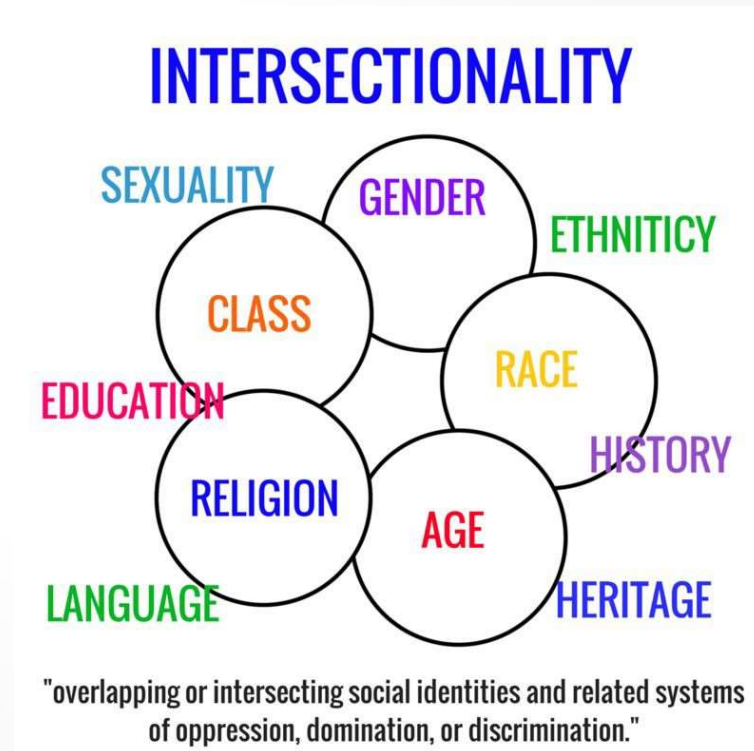 INTERSECTIONALITY
SEXUALITY
GENDER
ETHNITICY
CLASS
RACE
EDUCATION
HISTORY
RELIGION
AGE
LANGUAGE
HERITAGE
"overlapping or intersecting social identities and related systems
of oppression, domination, or discrimination."